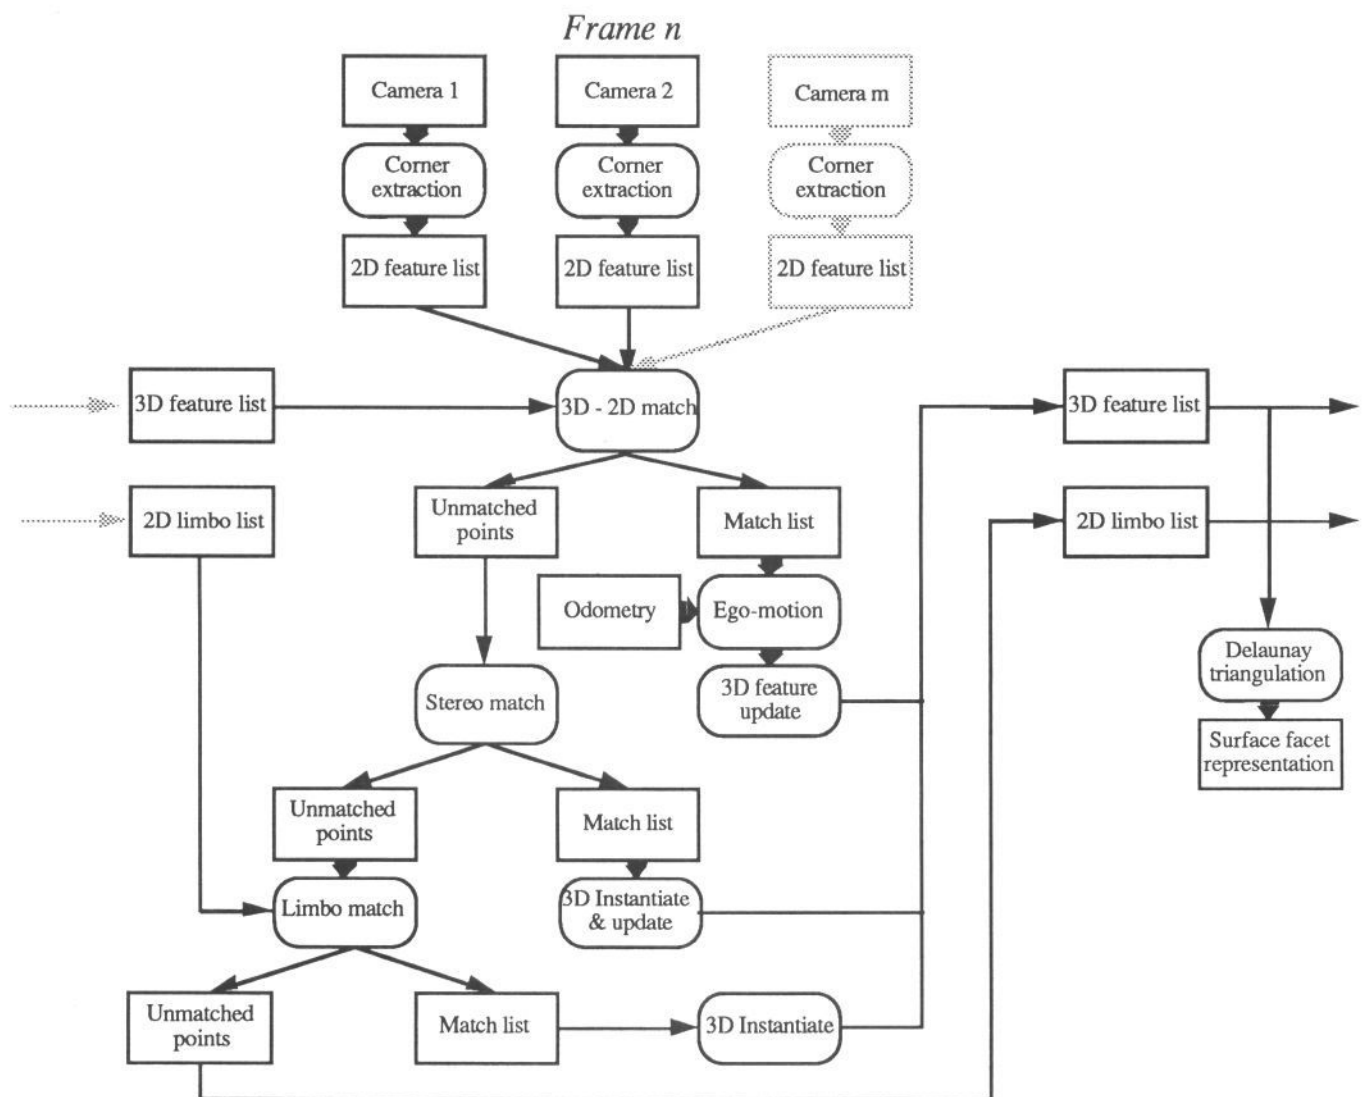 Frame n
Camera 1
Camera 2
Camera m
Corner
extraction
Corner
extraction
Corner
extraction
2D feature list
2D feature list
2D feature list
3D feature list
3D - 2D match
3D feature list
2D limbo list
Unmatched
points
Match list
2D limbo list
Odometry
Ego-motion
Delaunay
triangulation
Stereo match
3D feature
update
Surface facet
representation
Unmatched
points
Match list
Limbo match
3D Instantiate
& update
Unmatched
points
Match list
3D Instantiate